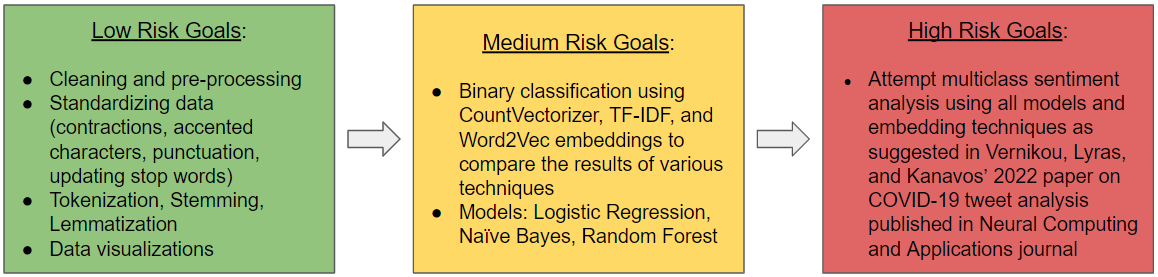 Low Risk Goals:
● Cleaning and pre-processing
● Standardizing data
(contractions, accented
characters, punctuation,
updating stop words)
● Tokenization, Stemming,
Lemmatization
● Data visualizations
Medium Risk Goals:
● Binary classification using
CountVectorizer, TF-IDF, and
Word2Vec embeddings to
compare the results of various
techniques
● Models: Logistic Regression,
Naïve Bayes, Random Forest
High Risk Goals:
● Attempt multiclass sentiment
analysis using all models and
embedding techniques as
suggested in Vernikou, Lyras,
and Kanavos’ 2022 paper on
COVID-19 tweet analysis
published in Neural Computing
and Applications journal